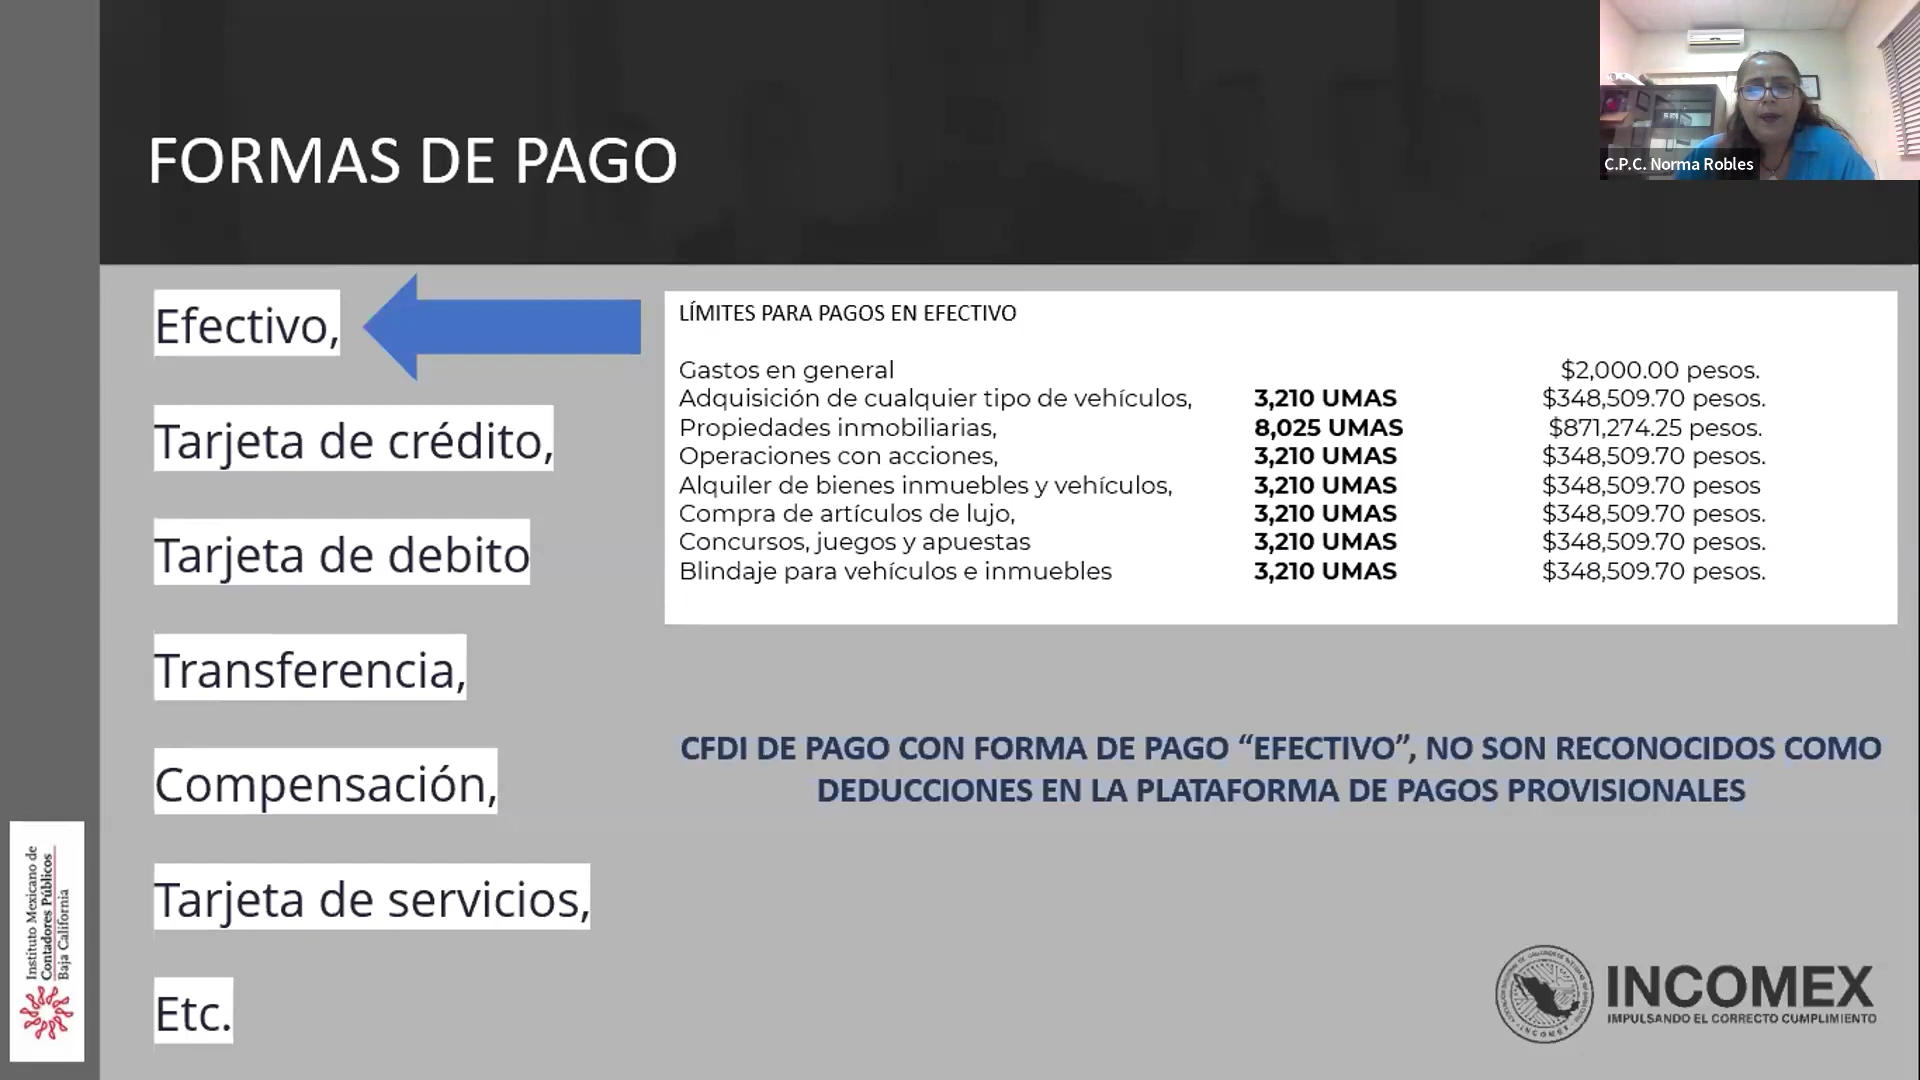 FORMAS DE PAGO
C.P.C. Norma Robles
Efectivo,
Tarjeta de crédito,
Tarjeta de debito
Transferencia,
Compensación,
Tarjeta de servicios,
Etc.
LÍMITES PARA PAGOS EN EFECTIVO
Gastos en general $2,000.00 pesos.
Adquisición de cualquier tipo de vehículos, 3,210 UMAS $348,509.70 pesos.
Propiedades inmobiliarias, 8,025 UMAS $871,274.25 pesos.
Operaciones con acciones, 3,210 UMAS $348,509.70 pesos.
Alquiler de bienes inmuebles y vehículos, 3,210 UMAS $348,509.70 pesos
Compra de artículos de lujo, 3,210 UMAS $348,509.70 pesos.
Concursos, juegos y apuestas 3,210 UMAS $348,509.70 pesos.
Blindaje para vehículos e inmuebles 3,210 UMAS $348,509.70 pesos.
CFDI DE PAGO CON FORMA DE PAGO “EFECTIVO”, NO SON RECONOCIDOS COMO
DEDUCCIONES EN LA PLATAFORMA DE PAGOS PROVISIONALES
Instituto Mexicano de
Contadores Públicos
Baja California
INCOMEX
IMPULSANDO EL CORRECTO CUMPLIMIENTO